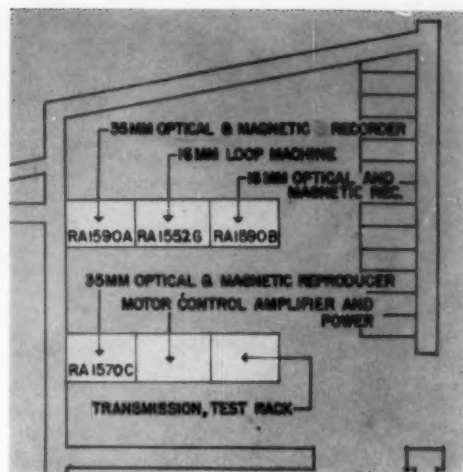 35MM OPTICAL & MAGNETIC RECORDER
16MM LOOP MACHINE
16MM OPTICAL AND
MAGNETIC REC.
RA1590A RA1552G RA1590B
35MM OPTICAL & MAGNETIC REPRODUCER
MOTOR CONTROL AMPLIFIER AND
POWER
RA1570C
TRANSMISSION, TEST RACK